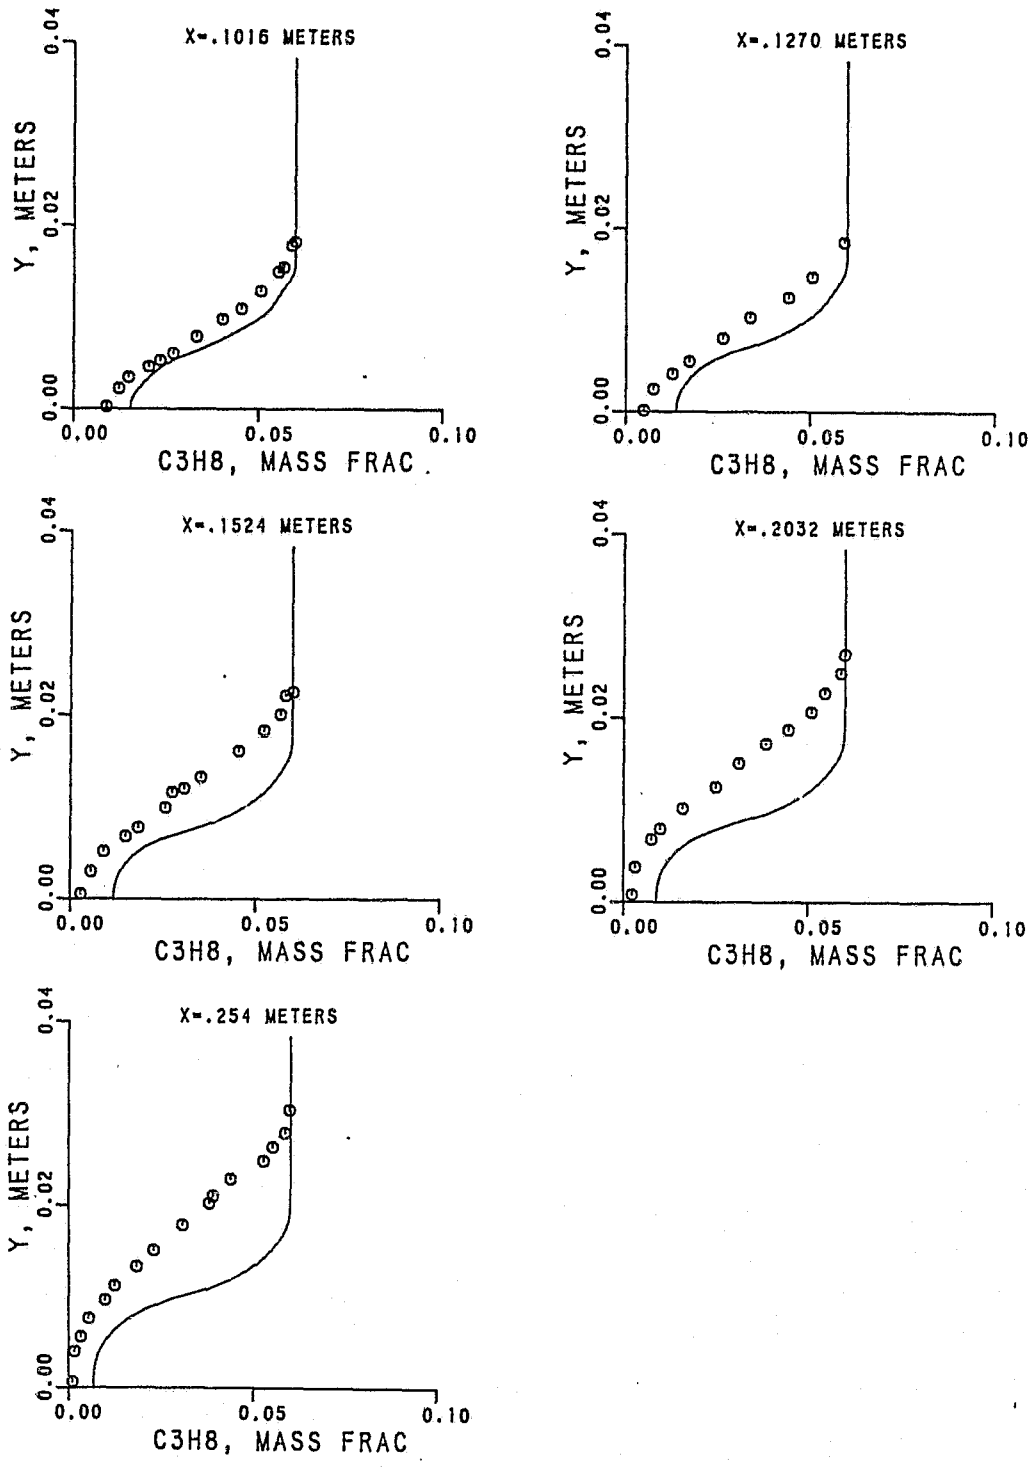 X=.1016 METERS
0.04
0.02
0.00
Y, METERS
0.00 0.05 0.10
C3H8, MASS FRAC.
X=.1270 METERS
0.04
0.02
0.00
Y, METERS
0.00 0.05 0.10
C3H8, MASS FRAC
X=.1524 METERS
0.04
0.02
0.00
Y, METERS
0.00 0.05 0.10
C3H8, MASS FRAC
X=.2032 METERS
0.04
0.02
0.00
Y, METERS
0.00 0.05 0.10
C3H8, MASS FRAC
X=.254 METERS
0.04
0.02
0.00
Y, METERS
0.00 0.05 0.10
C3H8, MASS FRAC